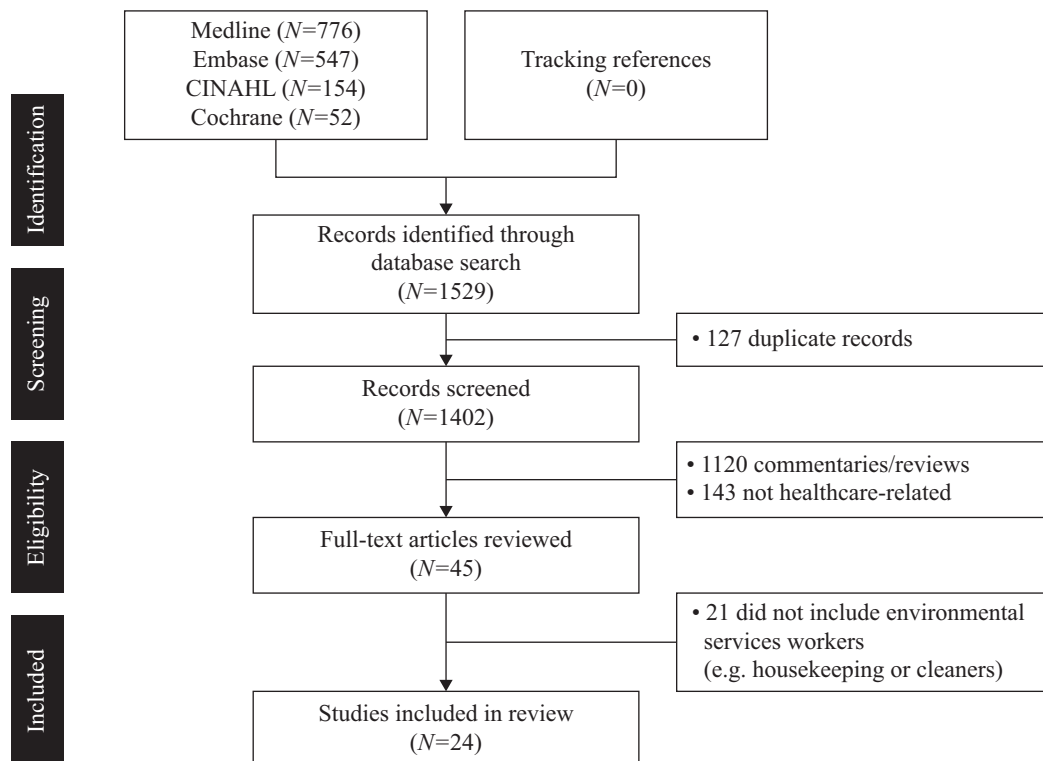 Medline (N=776)
Embase (N=547)
CINAHL (N=154)
Cochrane (N=52)
Tracking references
(N=0)
Identification
Records identified through
database search
(N=1529)
• 127 duplicate records
Screening
Records screened
(N=1402)
• 1120 commentaries/reviews
• 143 not healthcare-related
Eligibility
Full-text articles reviewed
(N=45)
• 21 did not include environmental
services workers
(e.g. housekeeping or cleaners)
Included
Studies included in review
(N=24)